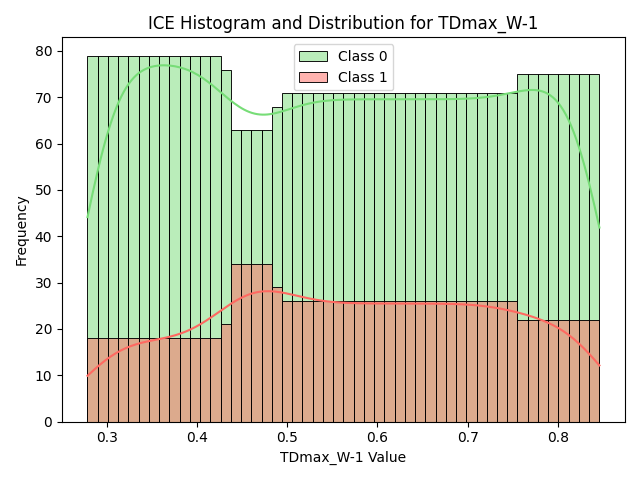 ICE Histogram and Distribution for TDmax_W-1
Class 0
Class 1
Frequency
80
70
60
50
40
30
20
10
0
0.3 0.4 0.5 0.6 0.7 0.8
TDmax_W-1 Value